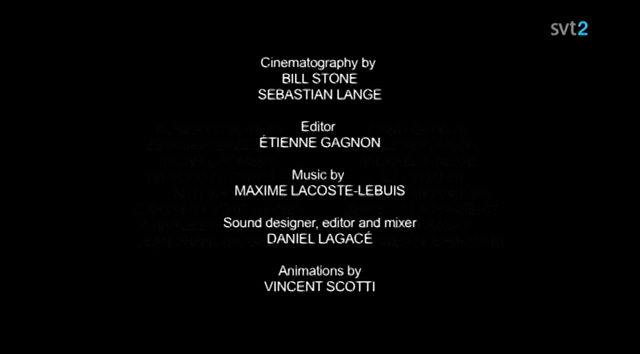 svt2
Cinematography by
BILL STONE
SEBASTIAN LANGE
Editor
ÉTIENNE GAGNON
Music by
MAXIME LACOSTE-LEBUIS
Sound designer, editor and mixer
DANIEL LAGACÉ
Animations by
VINCENT SCOTTI